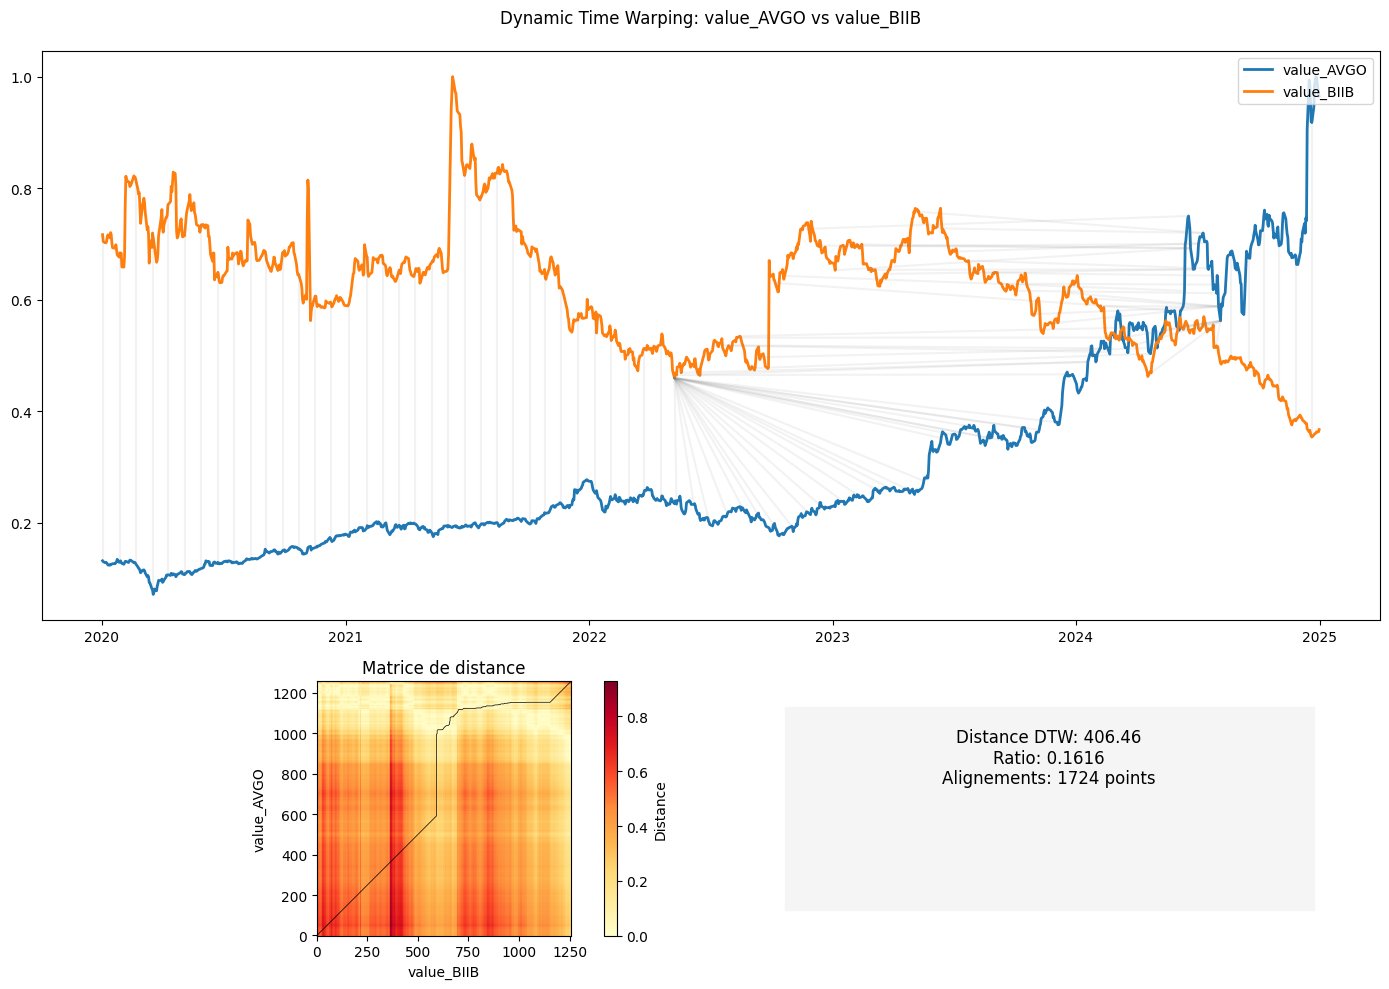 Dynamic Time Warping: value_AVGO vs value_BIIB
value_AVGO
value_BIIB
1.0
0.8
0.6
0.4
0.2
2020 2021 2022 2023 2024 2025
Matrice de distance
1200
1000
800
600
400
200
0
value_AVGO
0 250 500 750 1000 1250
value_BIIB
0.8
0.6
0.4
0.2
0.0
Distance
Distance DTW: 406.46
Ratio: 0.1616
Alignements: 1724 points